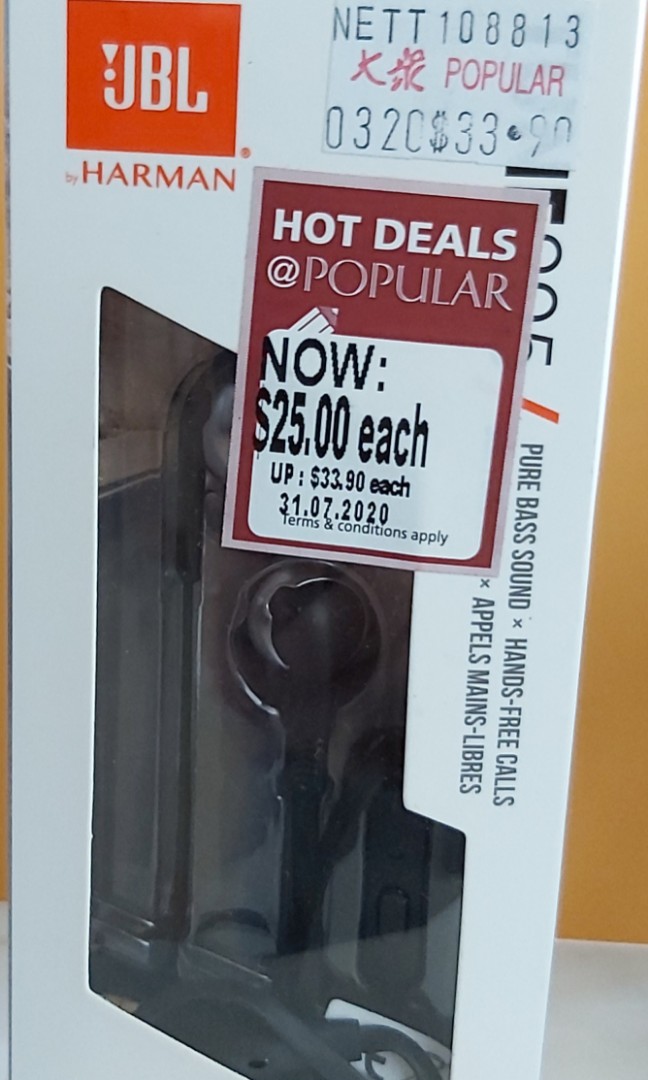 JBL
by HARMAN
NETT 108813
大衆 POPULAR
0320$33.90
HOT DEALS
@POPULAR
NOW:
$25.00 each
UP : $33.90 each
31.07.2020
Terms & conditions apply
PURE BASS SOUND × HANDS-FREE CALLS
× APPELS MAINS-LIBRES